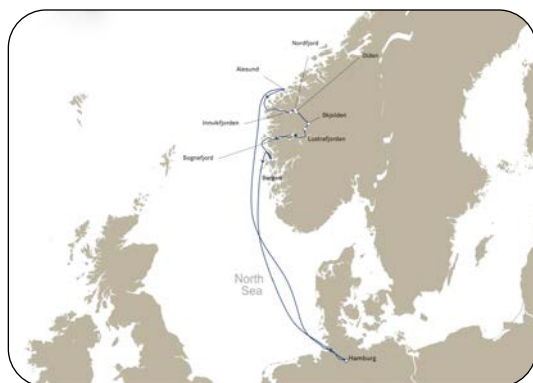 Nordfjord
Olden
Alesund
Innvikfjorden
Skjolden
Lustrafjorden
Sognefjord
Bergen
North
Sea
Hamburg